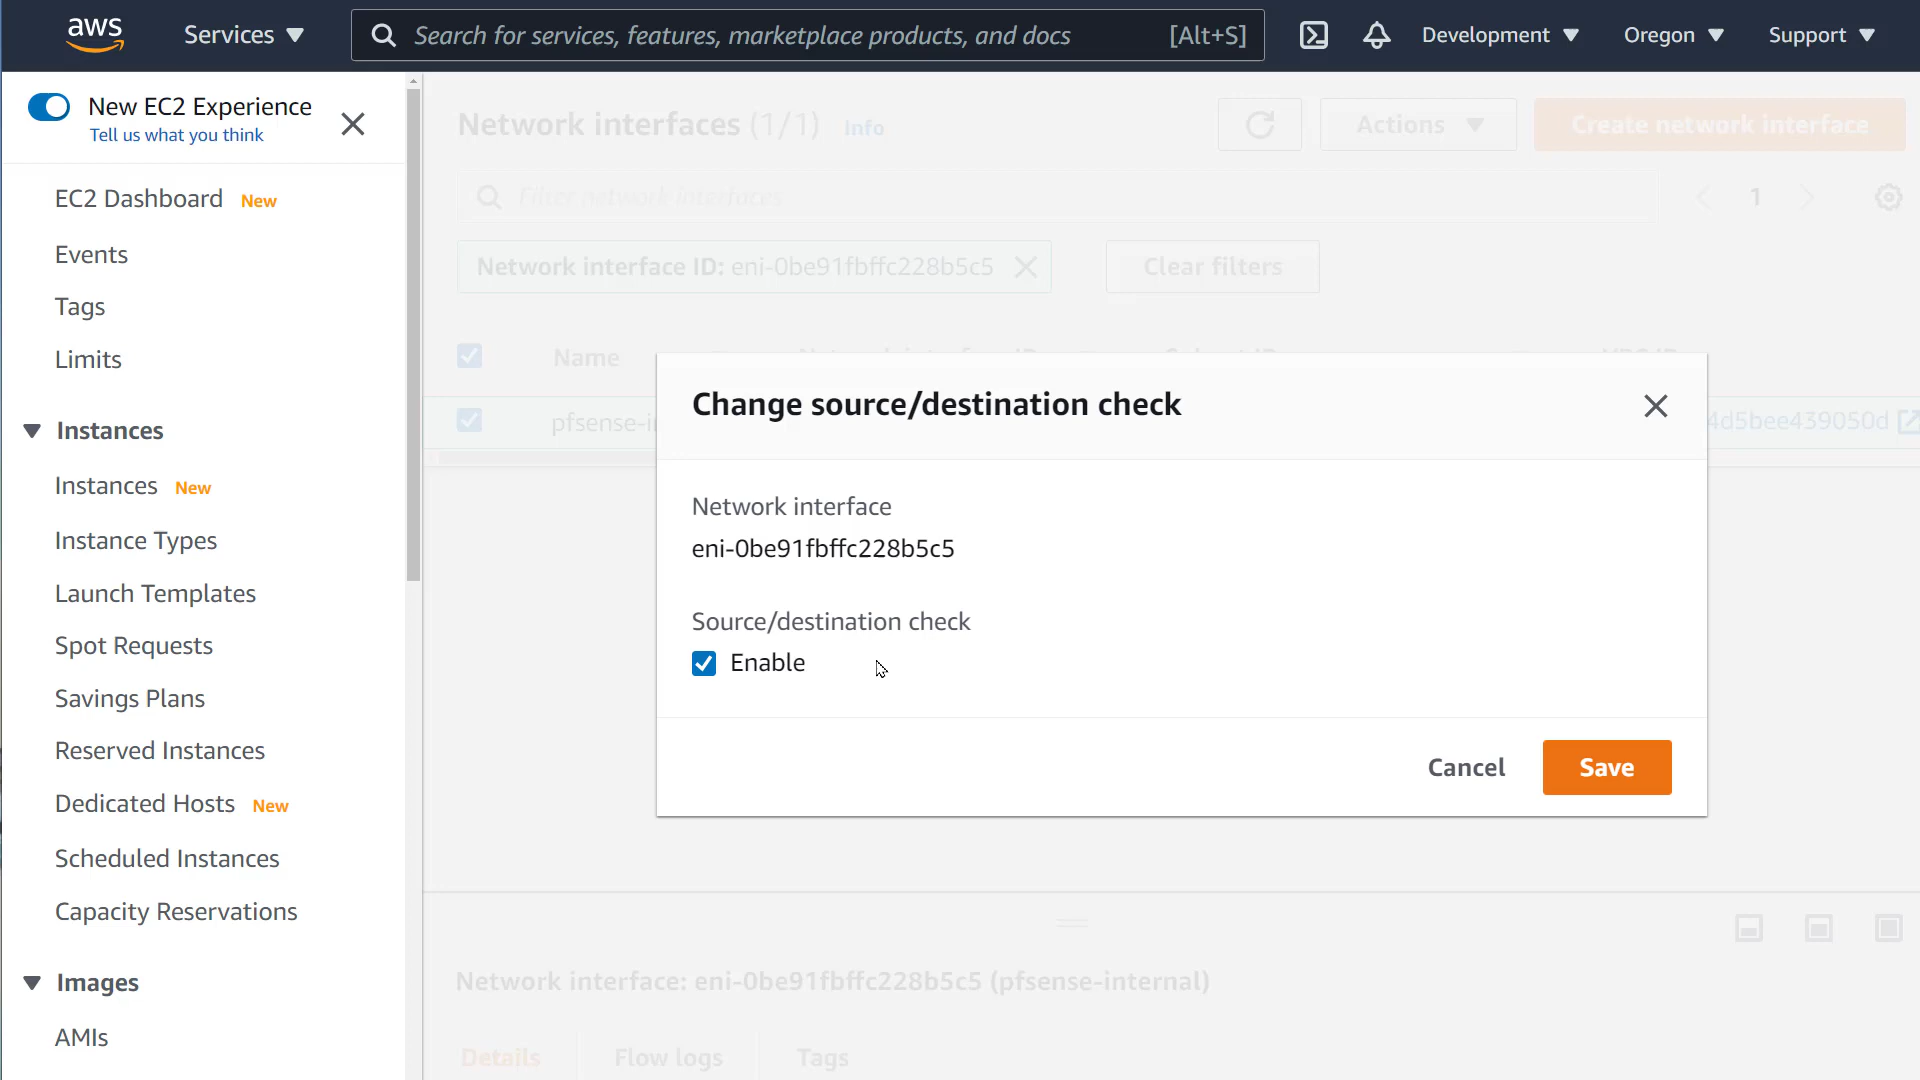 aws
Services
Search for services, features, marketplace products, and docs
[Alt+S]
Development
Oregon
Support
New EC2 Experience
Tell us what you think
EC2 Dashboard New
Events
Tags
Limits
Instances
Instances New
Instance Types
Launch Templates
Spot Requests
Savings Plans
Reserved Instances
Dedicated Hosts New
Scheduled Instances
Capacity Reservations
Images
AMIs
Network interfaces (1/1) Info
Actions
Create network interface
Filter network interfaces
1
Network interface ID: eni-0be91fbffc228b5c5
Clear filters
Name
4d5bee439050d
Change source/destination check
Network interface
eni-0be91fbffc228b5c5
Source/destination check
Enable
Cancel
Save
Network interface: eni-0be91fbffc228b5c5 (pfsense-internal)
Details
Flow logs
Tags